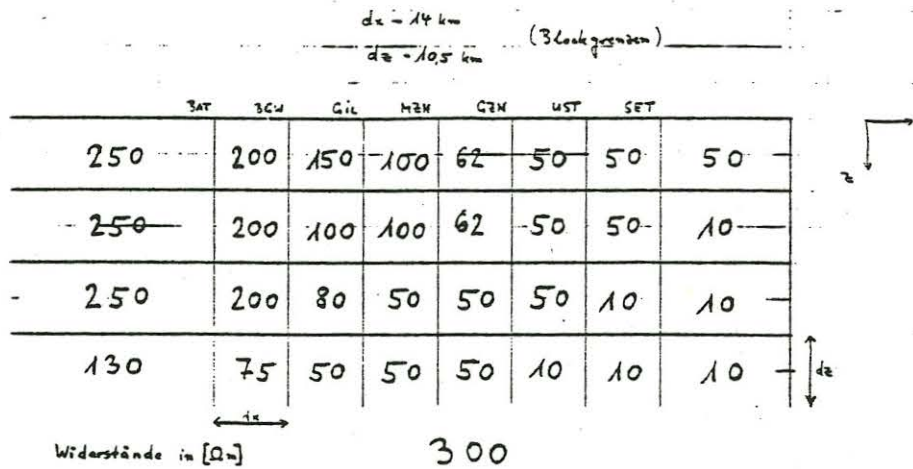 dx - 14 km
dz - 10,5 km (Blockgrenzen)
BAT BGW GIL MZH GZH UST SET
250 200 150 100 62 50 50 50
z
250 200 100 100 62 50 50 10
250 200 80 50 50 50 10 10
130 75 50 50 50 10 10 10
dz
dx
Widerstände in [Ωm] 300